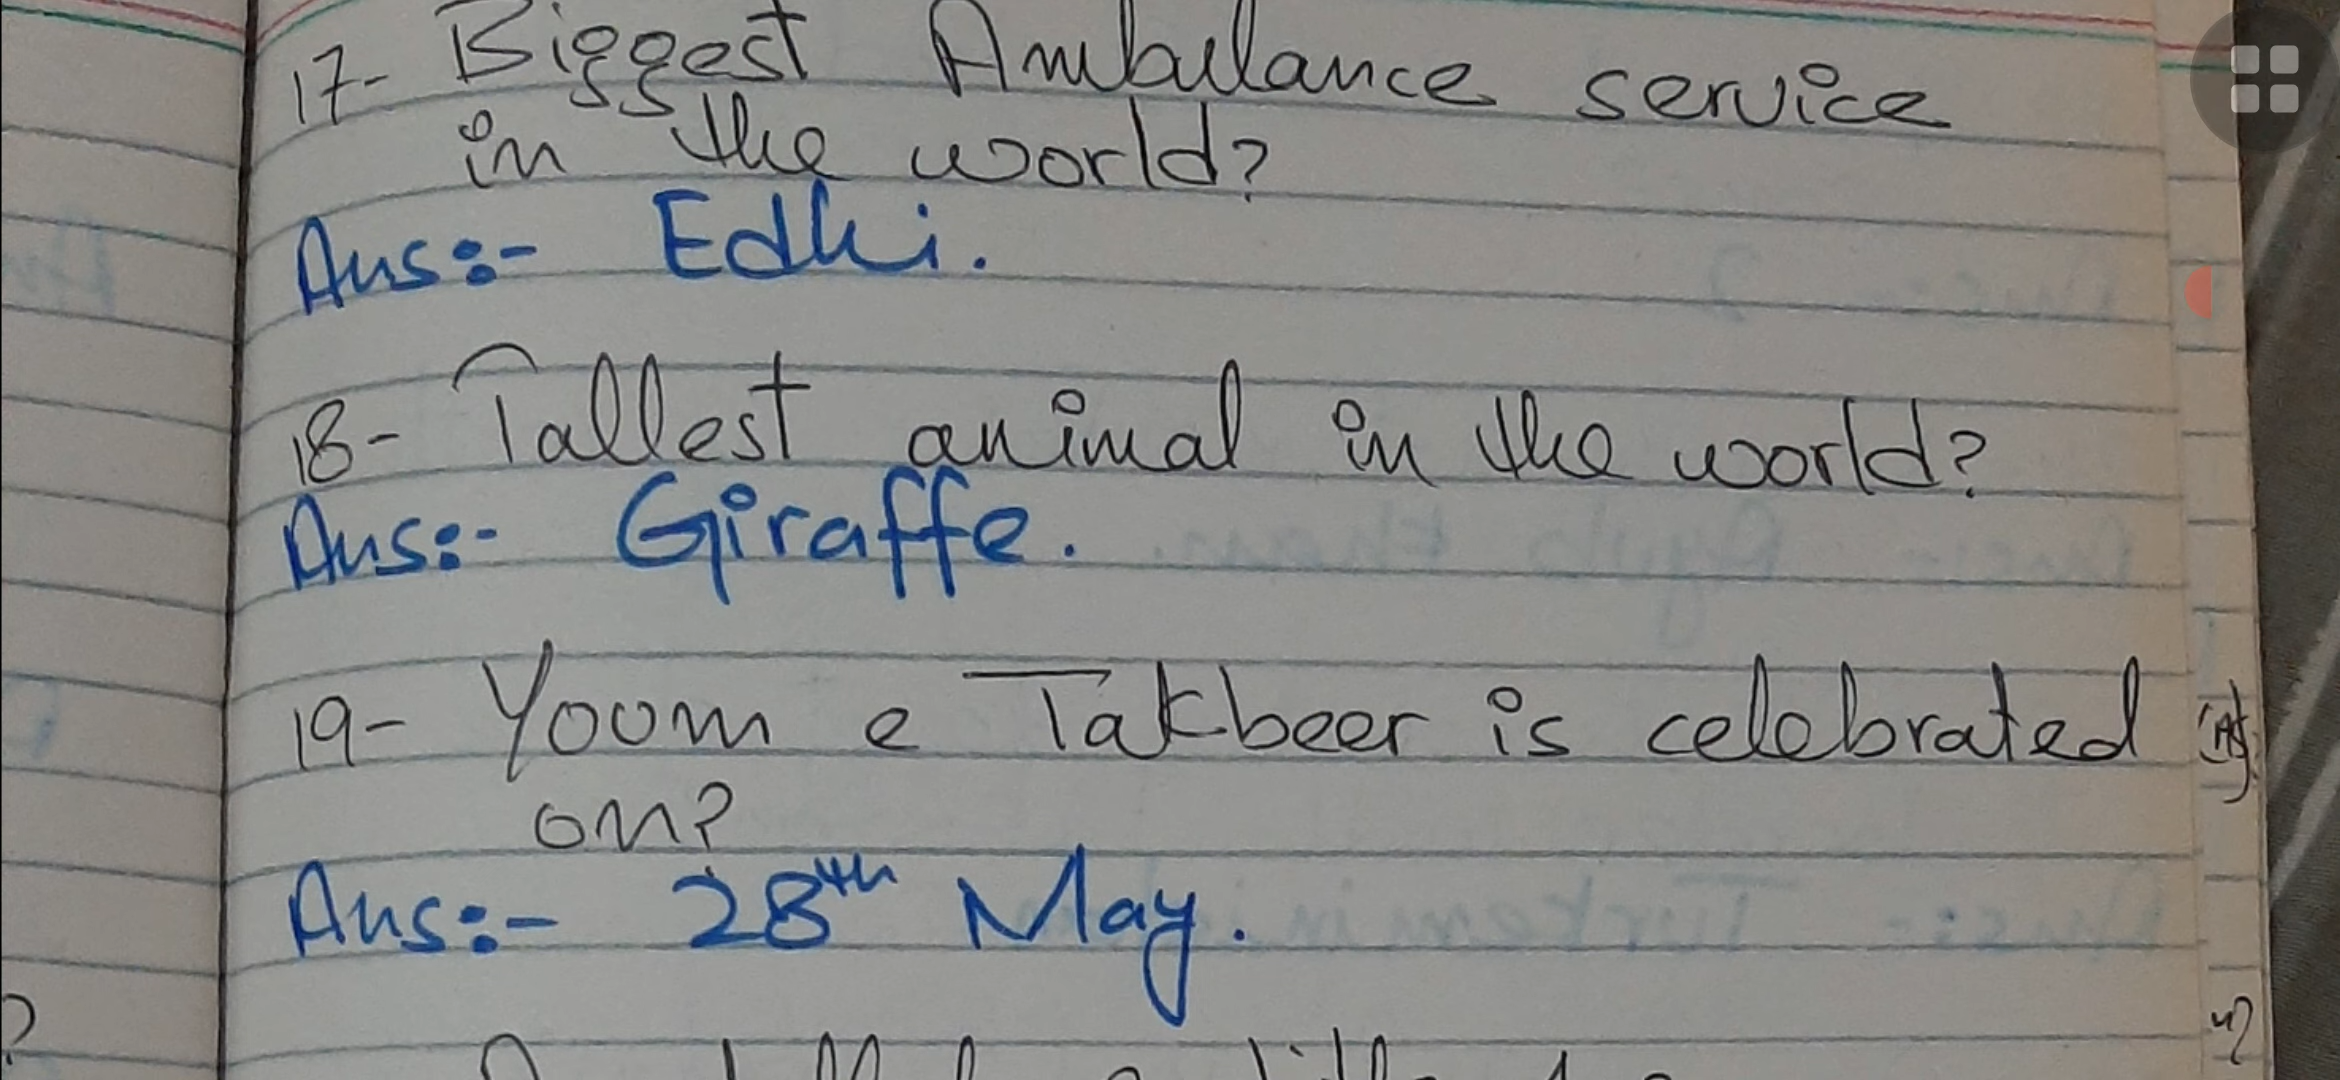 17- Biggest Ambulance service
in the world?
Ans:- Edhi.
18- Tallest animal in the world?
Ans:- Giraffe.
19- Youm e Takbeer is celebrated
on?
Ans:- 28th May.